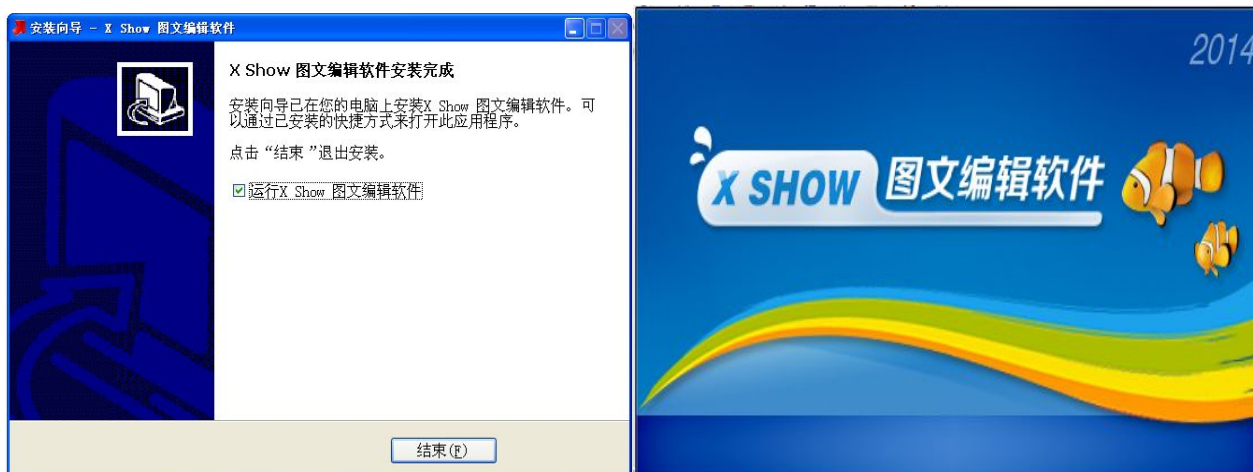 安装向导 - X Show 图文编辑软件
X Show 图文编辑软件安装完成
安装向导已在您的电脑上安装X Show 图文编辑软件。可
以通过已安装的快捷方式来打开此应用程序。
点击“结束 ”退出安装。
运行X Show 图文编辑软件
结束(F)
2014
X SHOW 图文编辑软件